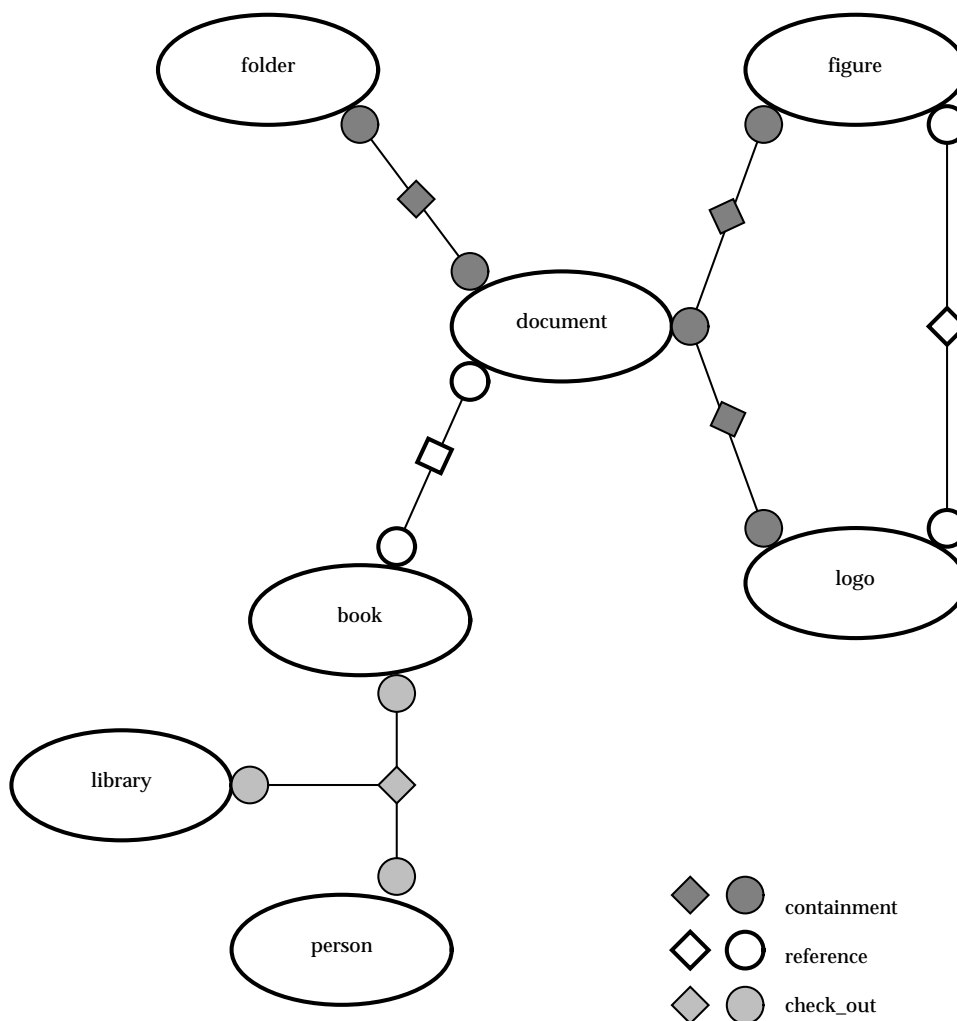 folder
figure
document
logo
book
library
person
containment
reference
check_out